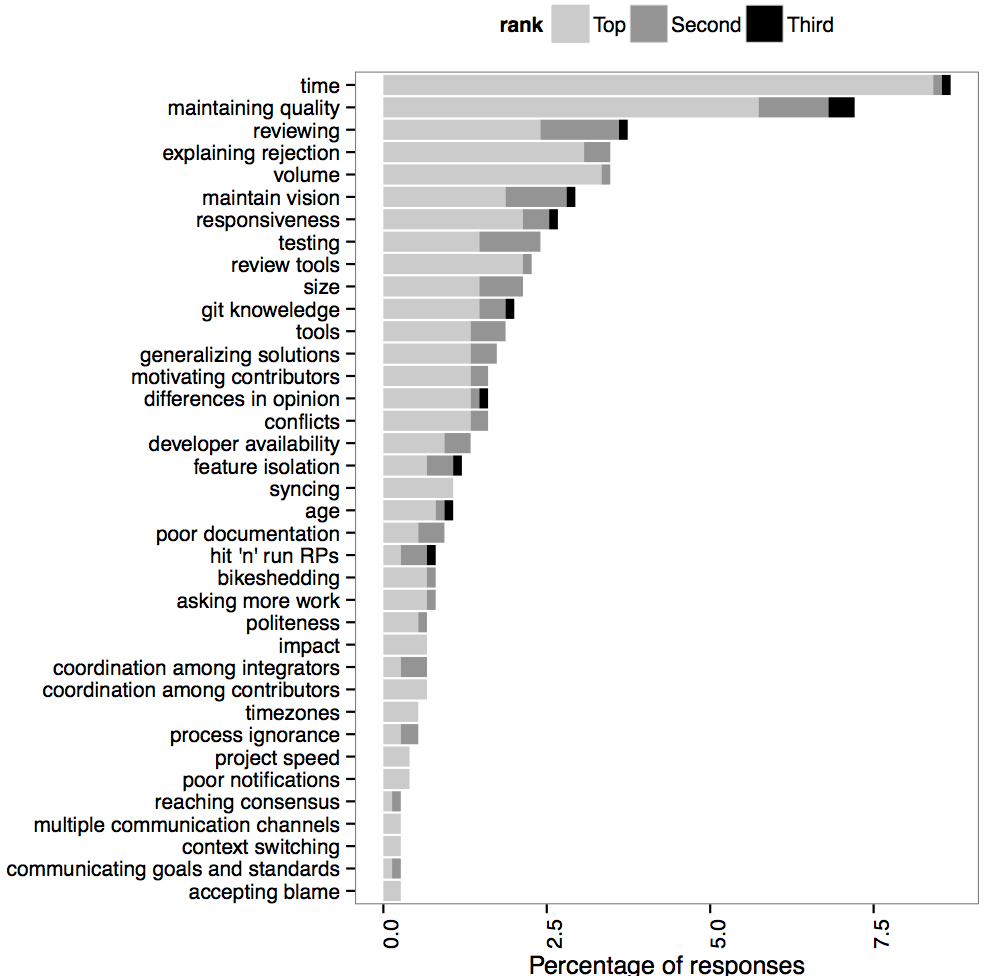 rank Top Second Third
time
maintaining quality
reviewing
explaining rejection
volume
maintain vision
responsiveness
testing
review tools
size
gitknoweledge
tools
generalizing solutions
motivating contributors
differences in opinion
conflicts
developer availability
feature isolation
syncing
age
poor documentation
hit 'n' run RPs
bikeshedding
asking more work
politeness
impact
coordination among integrators
coordination among contributors
timezones
process ignorance
project speed
poor notifications
reaching consensus
multiple communication channels
context switching
communicating goals and standards
accepting blame
0.0 2.5 5.0 7.5
Percentage of responses